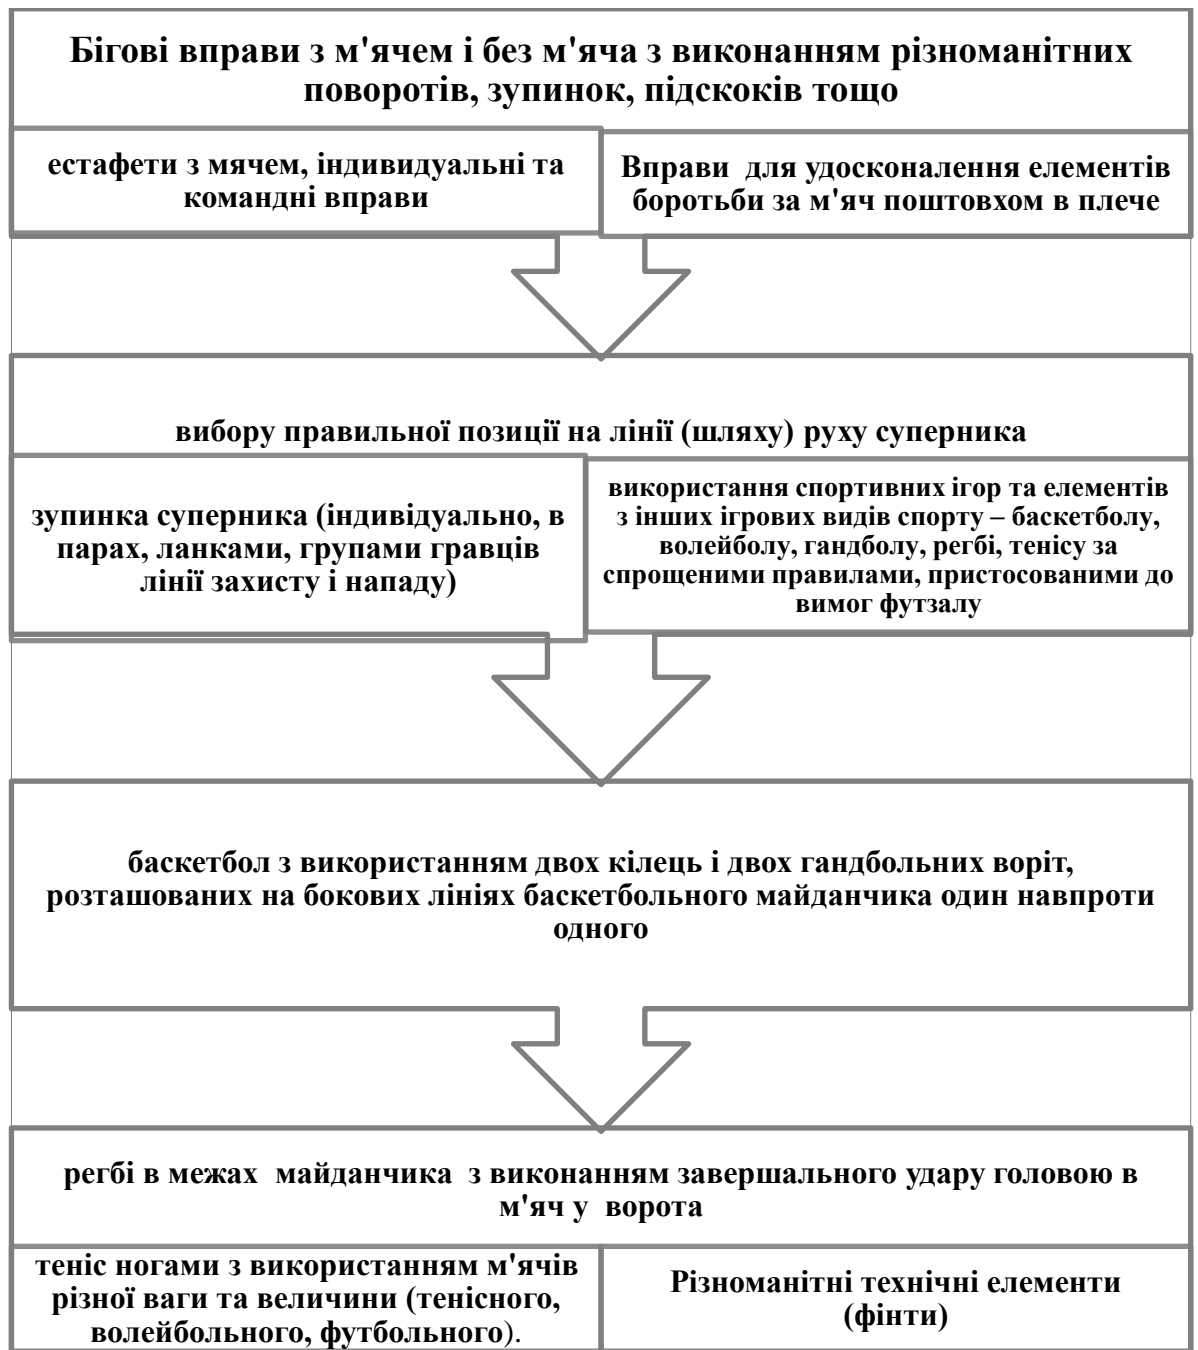 Бігові вправи з м'ячем і без м'яча з виконанням різноманітних
поворотів, зупинок, підскоків тощо
естафети з мячем, індивидуальні та
командні вправи
Вправи для удосконалення елементів
боротьби за м'яч поштовхом в плече
вибору правильної позиції на лінії (шляху) руху суперника
зупинка суперника (індивідуально, в
парах, ланками, групами гравців
лінії захисту і нападу)
використання спортивних ігор та елементів
з інших ігрових видів спорту – баскетболу,
волейболу, гандболу, регбі, тенісу за
спрощеними правилами, пристосованими до
вимог футзалу
баскетбол з використанням двох кілець і двох гандбольних воріт,
розташованих на бокових лініях баскетбольного майданчика один навпроти
одного
регбі в межах майданчика з виконанням завершального удару головою в
м'яч у ворота
теніс ногами з використанням м'ячів
різної ваги та величини (тенісного,
волейбольного, футбольного).
Різноманітні технічні елементи
(фінти)